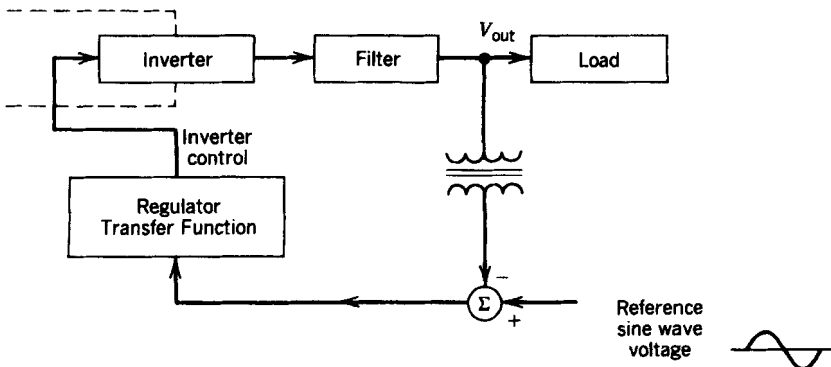 V_out
Inverter
Filter
Load
Inverter
control
Regulator
Transfer Function
−
Σ
+
Reference
sine wave
voltage